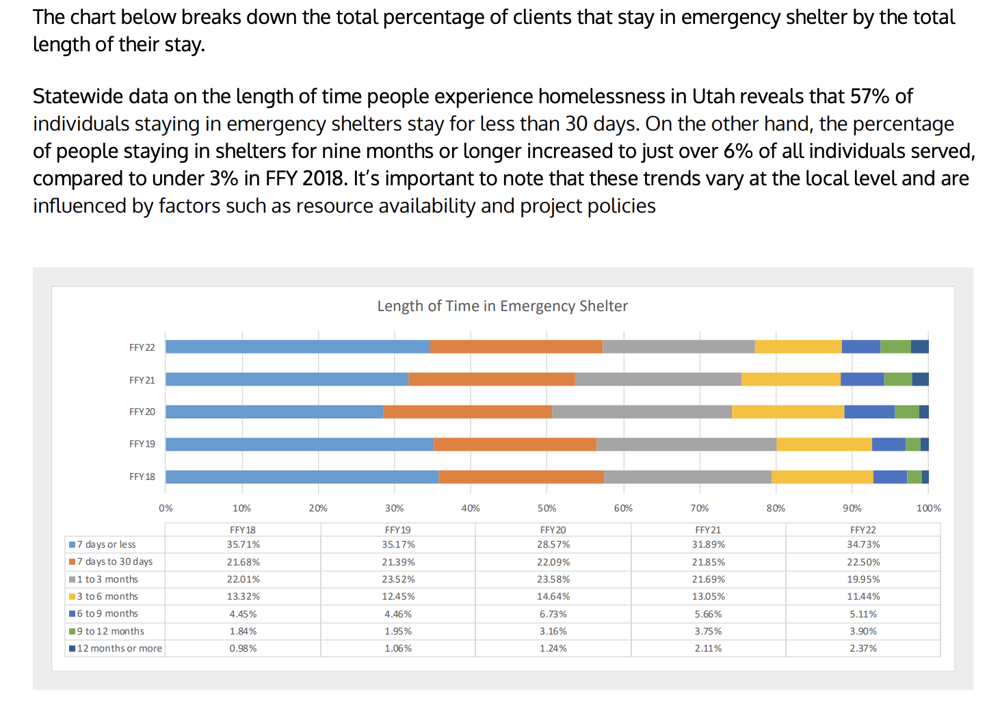 The chart below breaks down the total percentage of clients that stay in emergency shelter by the total
length of their stay.
Statewide data on the length of time people experience homelessness in Utah reveals that 57% of
individuals staying in emergency shelters stay for less than 30 days. On the other hand, the percentage
of people staying in shelters for nine months or longer increased to just over 6% of all individuals served,
compared to under 3% in FFY 2018. It's important to note that these trends vary at the local level and are
influenced by factors such as resource availability and project policies
Length of Time in Emergency Shelter
FFY22
FFY21
FFY20
FFY19
FFY18
0% 10% 20% 30% 40% 50% 60% 70% 80% 90% 100%
FFY18 FFY19 FFY20 FFY21 FFY22
7 days or less 35.71% 35.17% 28.57% 31.89% 34.73%
7 days to 30 days 21.68% 21.39% 22.09% 21.85% 22.50%
1 to 3 months 22.01% 23.52% 23.58% 21.69% 19.95%
3 to 6 months 13.32% 12.45% 14.64% 13.05% 11.44%
6 to 9 months 4.45% 4.46% 6.73% 5.66% 5.11%
9 to 12 months 1.84% 1.95% 3.16% 3.75% 3.90%
12 months or more 0.98% 1.06% 1.24% 2.11% 2.37%